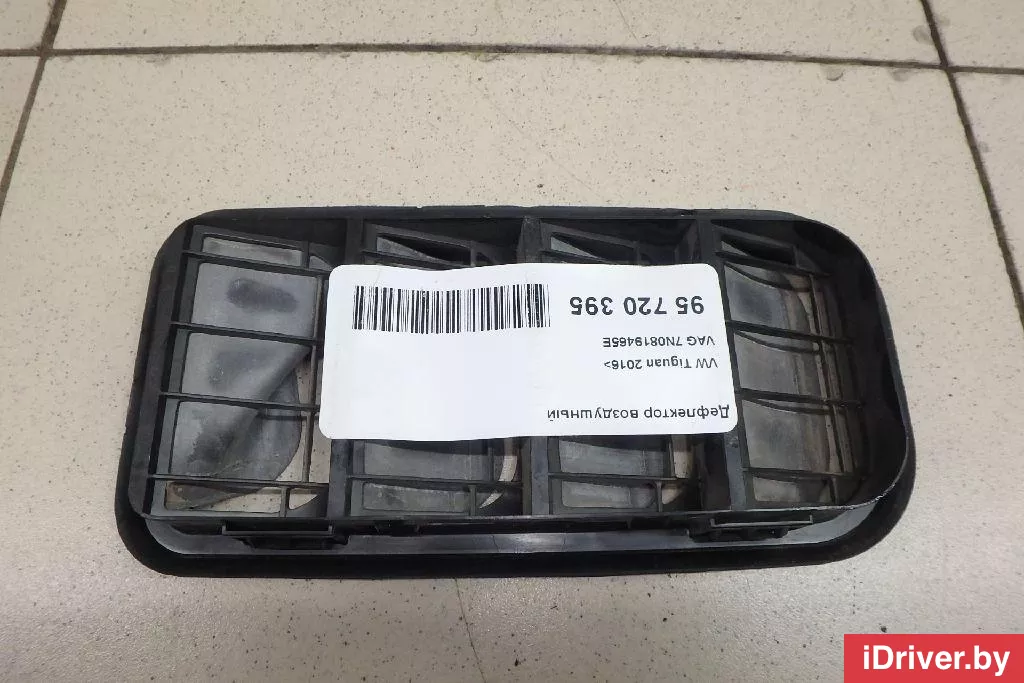 Дефлектор воздушный
VW Tiguan 2016>
VAG 7N0819465E
95 720 395
iDriver.by